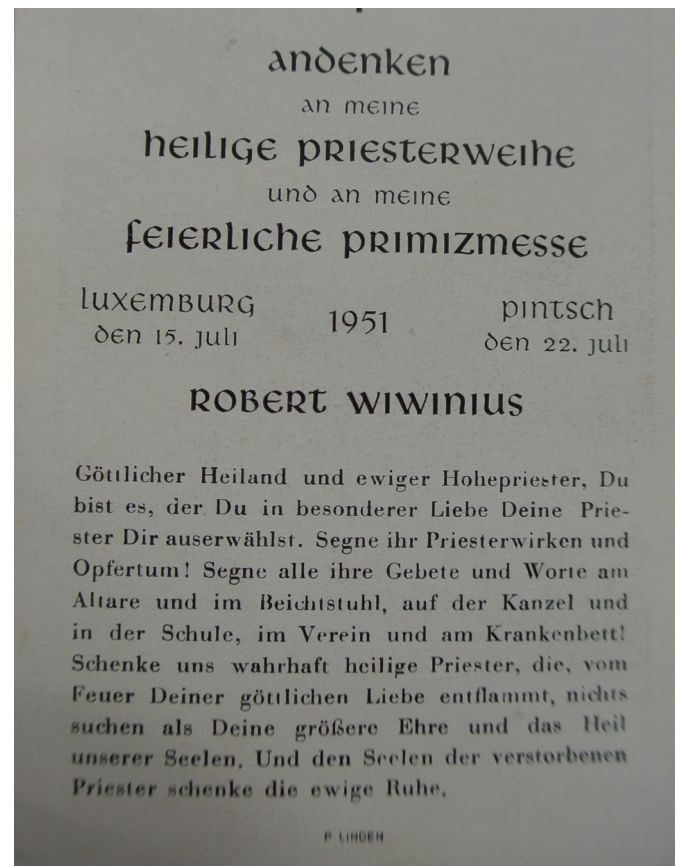 Andenken
an meine
heilige Priesterweihe
und an meine
feierliche Primizmesse
Luxemburg 1951 Pintsch
den 15. Juli den 22. Juli
Robert Wiwinius
Göttlicher Heiland und ewiger Hohepriester, Du
bist es, der Du in besonderer Liebe Deine Prie-
ster Dir auserwählst. Segne ihr Priesterwirken und
Opfertum! Segne alle ihre Gebete und Worte am
Altare und im Beichtstuhl, auf der Kanzel und
in der Schule, im Verein und am Krankenbett!
Schenke uns wahrhaft heilige Priester, die, vom
Feuer Deiner göttlichen Liebe entflammt, nichts
suchen als Deine größere Ehre und das Heil
unserer Seelen. Und den Seelen der verstorbenen
Priester schenke die ewige Ruhe.
P LINDEN